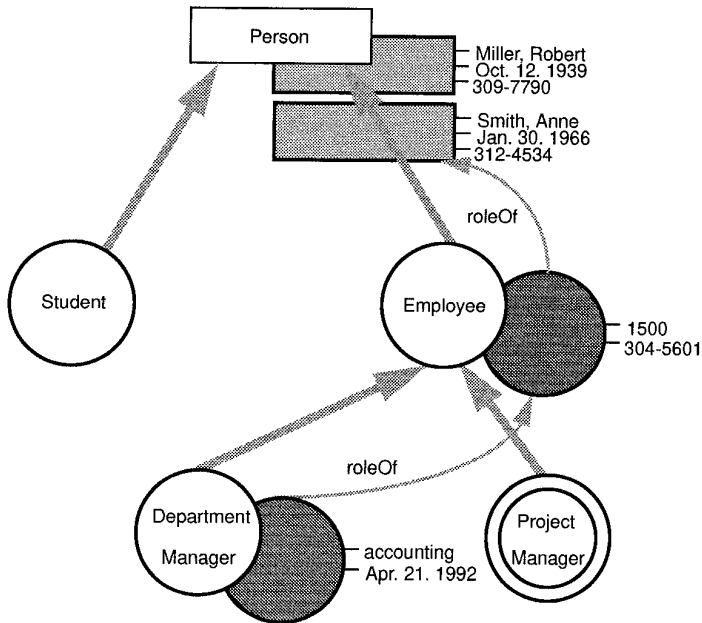 Person
Miller, Robert
Oct. 12. 1939
309-7790
Smith, Anne
Jan. 30. 1966
312-4534
roleOf
Student
Employee
1500
304-5601
roleOf
Department
Manager
accounting
Apr. 21. 1992
Project
Manager